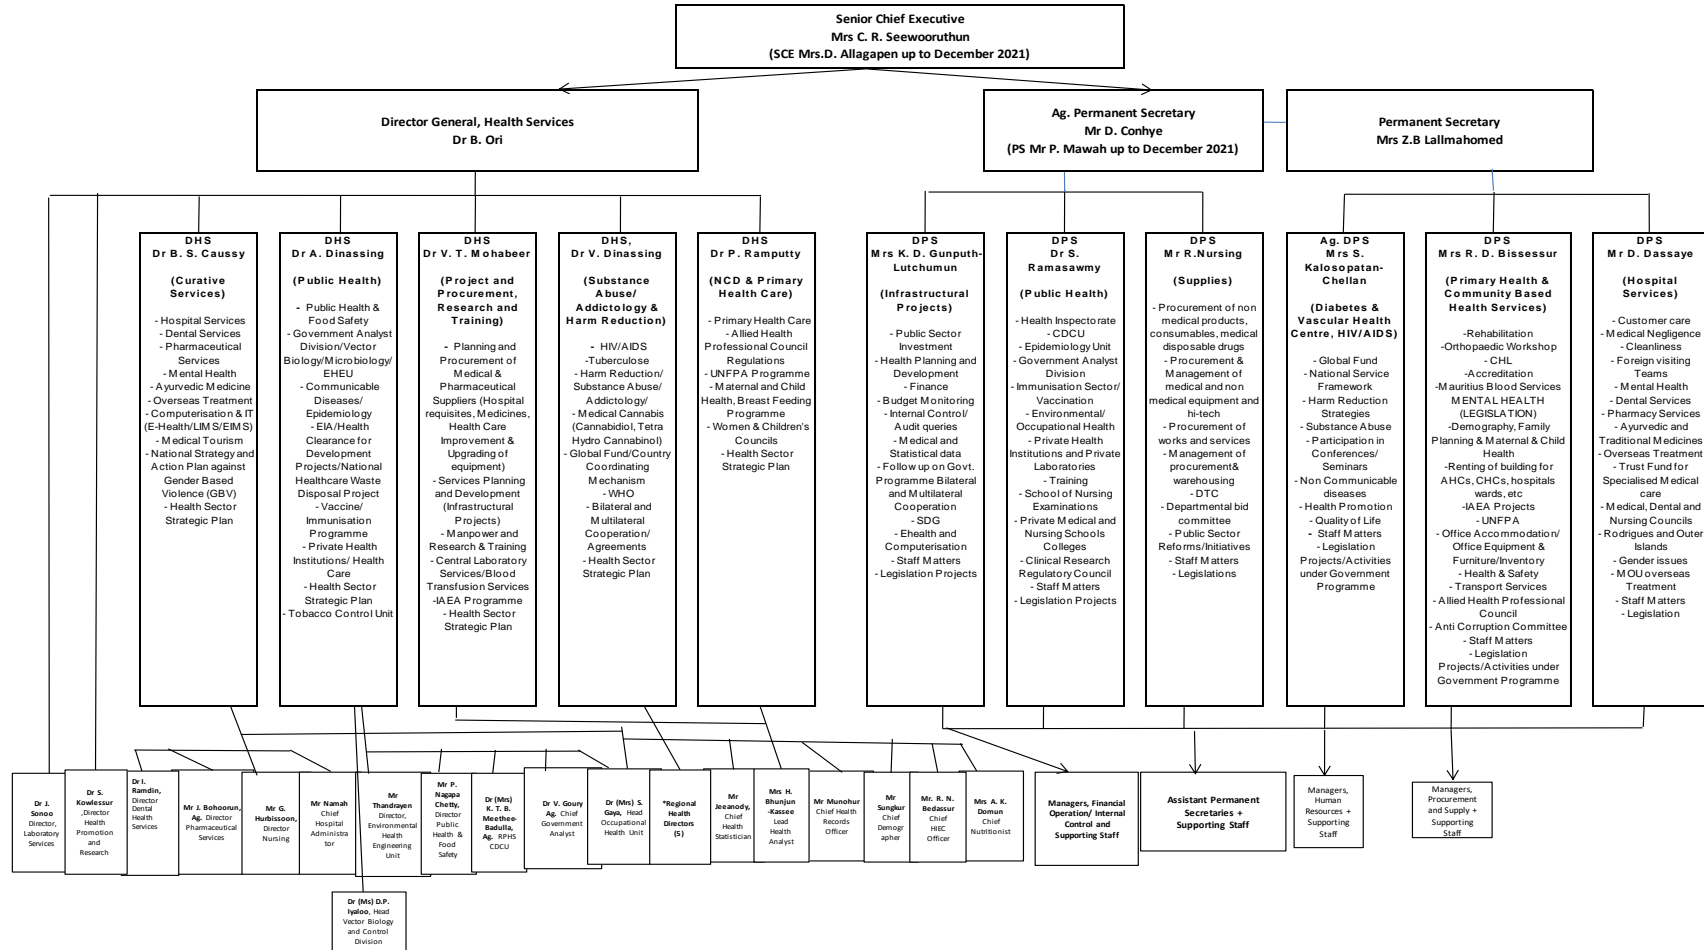 Senior Chief Executive
Mrs C. R. Seewooruthun
(SCE Mrs.D. Allagapen up to December 2021)
Director General, Health Services
Dr B. Ori
Ag. Permanent Secretary
Mr D. Conhye
(PS Mr P. Mawah up to December 2021)
Permanent Secretary
Mrs Z.B Lallmahomed
DHS
Dr B. S. Caussy
(Curative
Services)
- Hospital Services
- Dental Services
- Pharmaceutical
Services
- Mental Health
- Ayurvedic Medicine
- Overseas Treatment
- Computerisation & IT
(E-Health/LIMS/EIMS)
- Medical Tourism
- National Strategy and
Action Plan against
Gender Based
Violence (GBV)
- Health Sector
Strategic Plan
DHS
Dr A. Dinassing
(Public Health)
- Public Health &
Food Safety
- Government Analyst
Division/Vector
Biology/Microbiology/
EHEU
- Communicable
Diseases/
Epidemiology
- EIA/Health
Clearance for
Development
Projects/National
Healthcare Waste
Disposal Project
- Vaccine/
Immunisation
Programme
- Private Health
Institutions/ Health
Care
- Health Sector
Strategic Plan
- Tobacco Control Unit
DHS
Dr V. T. Mohabeer
(Project and
Procurement,
Research and
Training)
- Planning and
Procurement of
Medical &
Pharmaceutical
Suppliers (Hospital
requisites, Medicines,
Health Care
Improvement &
Upgrading of
equipment)
- Services Planning
and Development
(Infrastructural
Projects)
- Manpower and
Research & Training
- Central Laboratory
Services/Blood
Transfusion Services
-IAEA Programme
- Health Sector
Strategic Plan
DHS,
Dr V. Dinassing
(Substance
Abuse/
Addictology &
Harm Reduction)
- HIV/AIDS
-Tuberculose
- Harm Reduction/
Substance Abuse/
Addictology/
- Medical Cannabis
(Cannabidiol, Tetra
Hydro Cannabinol)
- Global Fund/Country
Coordinating
Mechanism
- WHO
- Bilateral and
Multilateral
Cooperation/
Agreements
- Health Sector
Strategic Plan
DHS
Dr P. Ramputty
(NCD & Primary
Health Care)
- Primary Health Care
- Allied Health
Professional Council
Regulations
- UNFPA Programme
- Maternal and Child
Health, Breast Feeding
Programme
- Women & Children's
Councils
- Health Sector
Strategic Plan
DPS
Mrs K. D. Gunputh-
Lutchumun
(Infrastructural
Projects)
- Public Sector
Investment
- Health Planning and
Development
- Finance
- Budget Monitoring
- Internal Control/
Audit queries
- Medical and
Statistical data
- Follow up on Govt.
Programme Bilateral
and Multilateral
Cooperation
- SDG
- Ehealth and
Computerisation
- Staff Matters
- Legislation Projects
DPS
Dr S.
Ramasawmy
(Public Health)
- Health Inspectorate
- CDCU
- Epidemiology Unit
- Government Analyst
Division
- Immunisation Sector/
Vaccination
- Environmental/
Occupational Health
- Private Health
Institutions and Private
Laboratories
- Training
- School of Nursing
Examinations
- Private Medical and
Nursing Schools
Colleges
- Clinical Research
Regulatory Council
- Staff Matters
- Legislation Projects
DPS
Mr R.Nursing
(Supplies)
- Procurement of non
medical products,
consumables, medical
disposable drugs
- Procurement &
Management of
medical and non
medical equipment and
hi-tech
- Procurement of
works and services
- Management of
procurement&
warehousing
- DTC
- Departmental bid
committee
- Public Sector
Reforms/Initiatives
- Staff Matters
- Legislations
Ag. DPS
Mrs S.
Kalosopatan-
Chellan
(Diabetes &
Vascular Health
Centre, HIV/AIDS)
- Global Fund
- National Service
Framework
- Harm Reduction
Strategies
- Substance Abuse
- Participation in
Conferences/
Seminars
- Non Communicable
diseases
- Health Promotion
- Quality of Life
- Staff Matters
- Legislation
Projects/Activities
under Government
Programme
DPS
Mrs R. D. Bissessur
(Primary Health &
Community Based
Health Services)
-Rehabilitation
-Orthopaedic Workshop
- CHL
-Accreditation
-Mauritius Blood Services
MENTAL HEALTH
(LEGISLATION)
-Demography, Family
Planning & Maternal & Child
Health
-Renting of building for
AHCs, CHCs, hospitals
wards, etc
-IAEA Projects
- UNFPA
- Office Accommodation/
Office Equipment &
Furniture/Inventory
- Health & Safety
- Transport Services
- Allied Health Professional
Council
- Anti Corruption Committee
- Staff Matters
- Legislation
Projects/Activities under
Government Programme
DPS
Mr D. Dassaye
(Hospital
Services)
- Customer care
- Medical Negligence
- Cleanliness
- Foreign visiting
Teams
- Mental Health
- Dental Services
- Pharmacy Services
- Ayurvedic and
Traditional Medicines
- Overseas Treatment
- Trust Fund for
Specialised Medical
care
- Medical, Dental and
Nursing Councils
- Rodrigues and Outer
Islands
- Gender issues
- MOU overseas
Treatment
- Staff Matters
- Legislation
Dr J.
Sonoo
Director,
Laboratory
Services
Dr S.
Kowlessur
,Director
Health
Promotion
and
Research
Dr I.
Ramdin,
Director
Dental
Health
Services
Mr J. Bohoorun,
Ag. Director
Pharmaceutical
Services
Mr G.
Hurbissoon,
Director
Nursing
Mr Namah
Chief
Hospital
Administra
tor
Mr
Thandrayen
Director,
Environmental
Health
Engineering
Unit
Mr P.
Nagapa
Chetty,
Director
Public
Health &
Food
Safety
Dr (Mrs)
K. T. B.
Meethee-
Badulla,
Ag. RPHS
CDCU
Dr V. Goury
Ag. Chief
Government
Analyst
Dr (Mrs) S.
Gaya, Head
Occupational
Health Unit
*Regional
Health
Directors
(5)
Mr
Jeeanody,
Chief
Health
Statistician
Mrs H.
Bhunjun
-Kassee
Lead
Health
Analyst
Mr Munohur
Chief Health
Records
Officer
Mr
Sungkur
Chief
Demogr
apher
Mr. R. N.
Bedassur
Chief
HIEC
Officer
Mrs A. K.
Domun
Chief
Nutritionist
Managers, Financial
Operation/ Internal
Control and
Supporting Staff
Assistant Permanent
Secretaries +
Supporting Staff
Managers,
Human
Resources +
Supporting
Staff
Managers,
Procurement
and Supply +
Supporting
Staff
Dr (Ms) D.P.
Iyaloo, Head
Vector Biology
and Control
Division